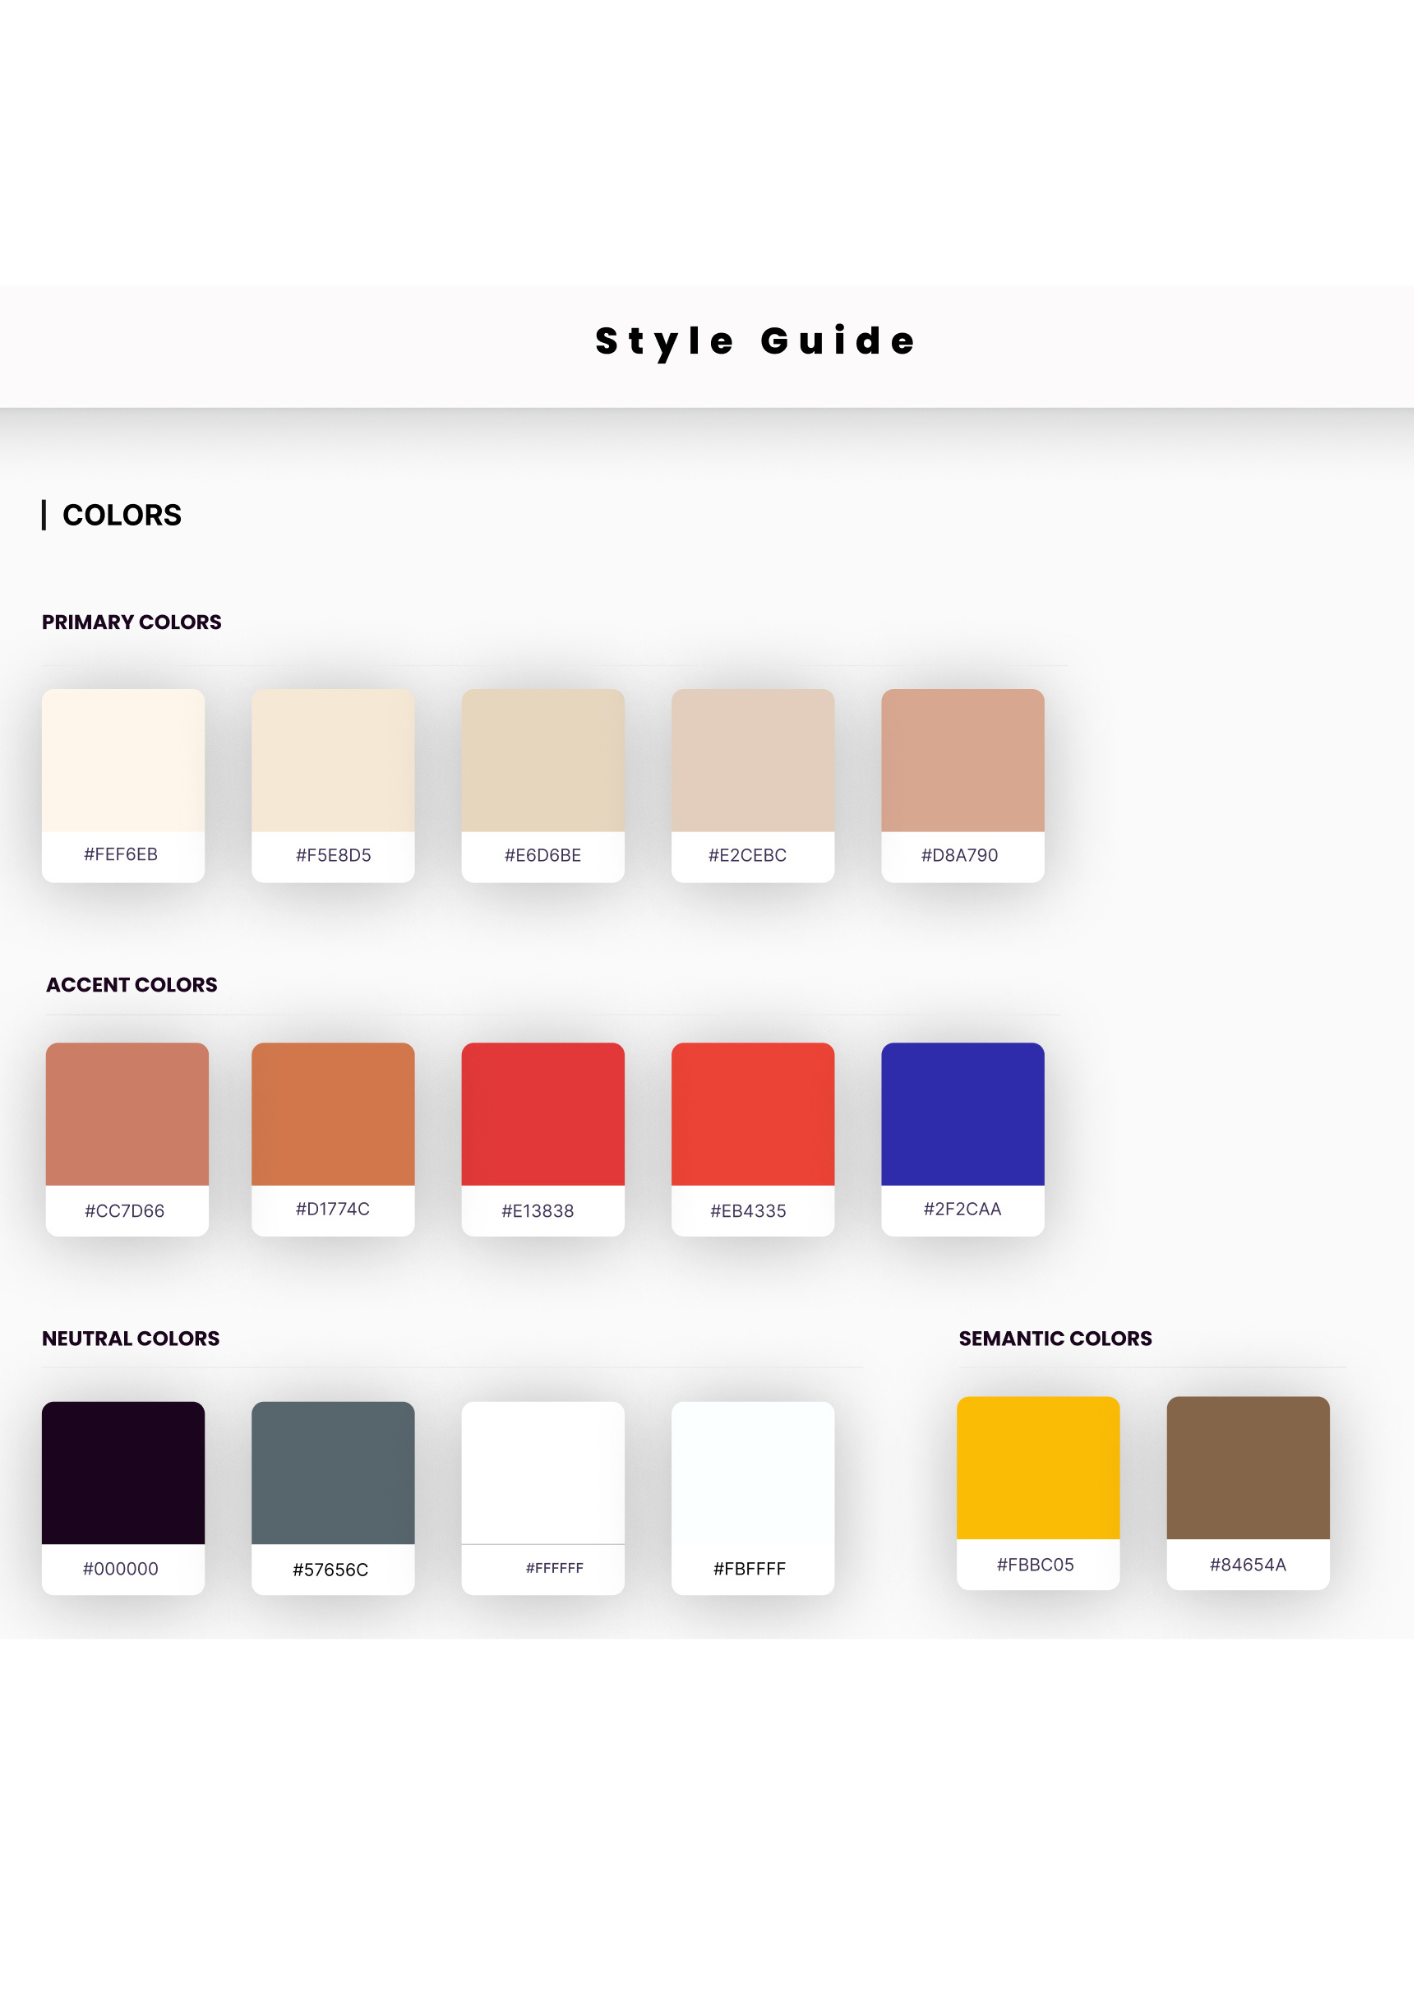 Style Guide
COLORS
PRIMARY COLORS
#FEF6EB #F5E8D5 #E6D6BE #E2CEBC #D8A790
ACCENT COLORS
#CC7D66 #D1774C #E13838 #EB4335 #2F2CAA
NEUTRAL COLORS SEMANTIC COLORS
#000000 #57656C #FFFFFF #FBFFFF #FBBC05 #84654A